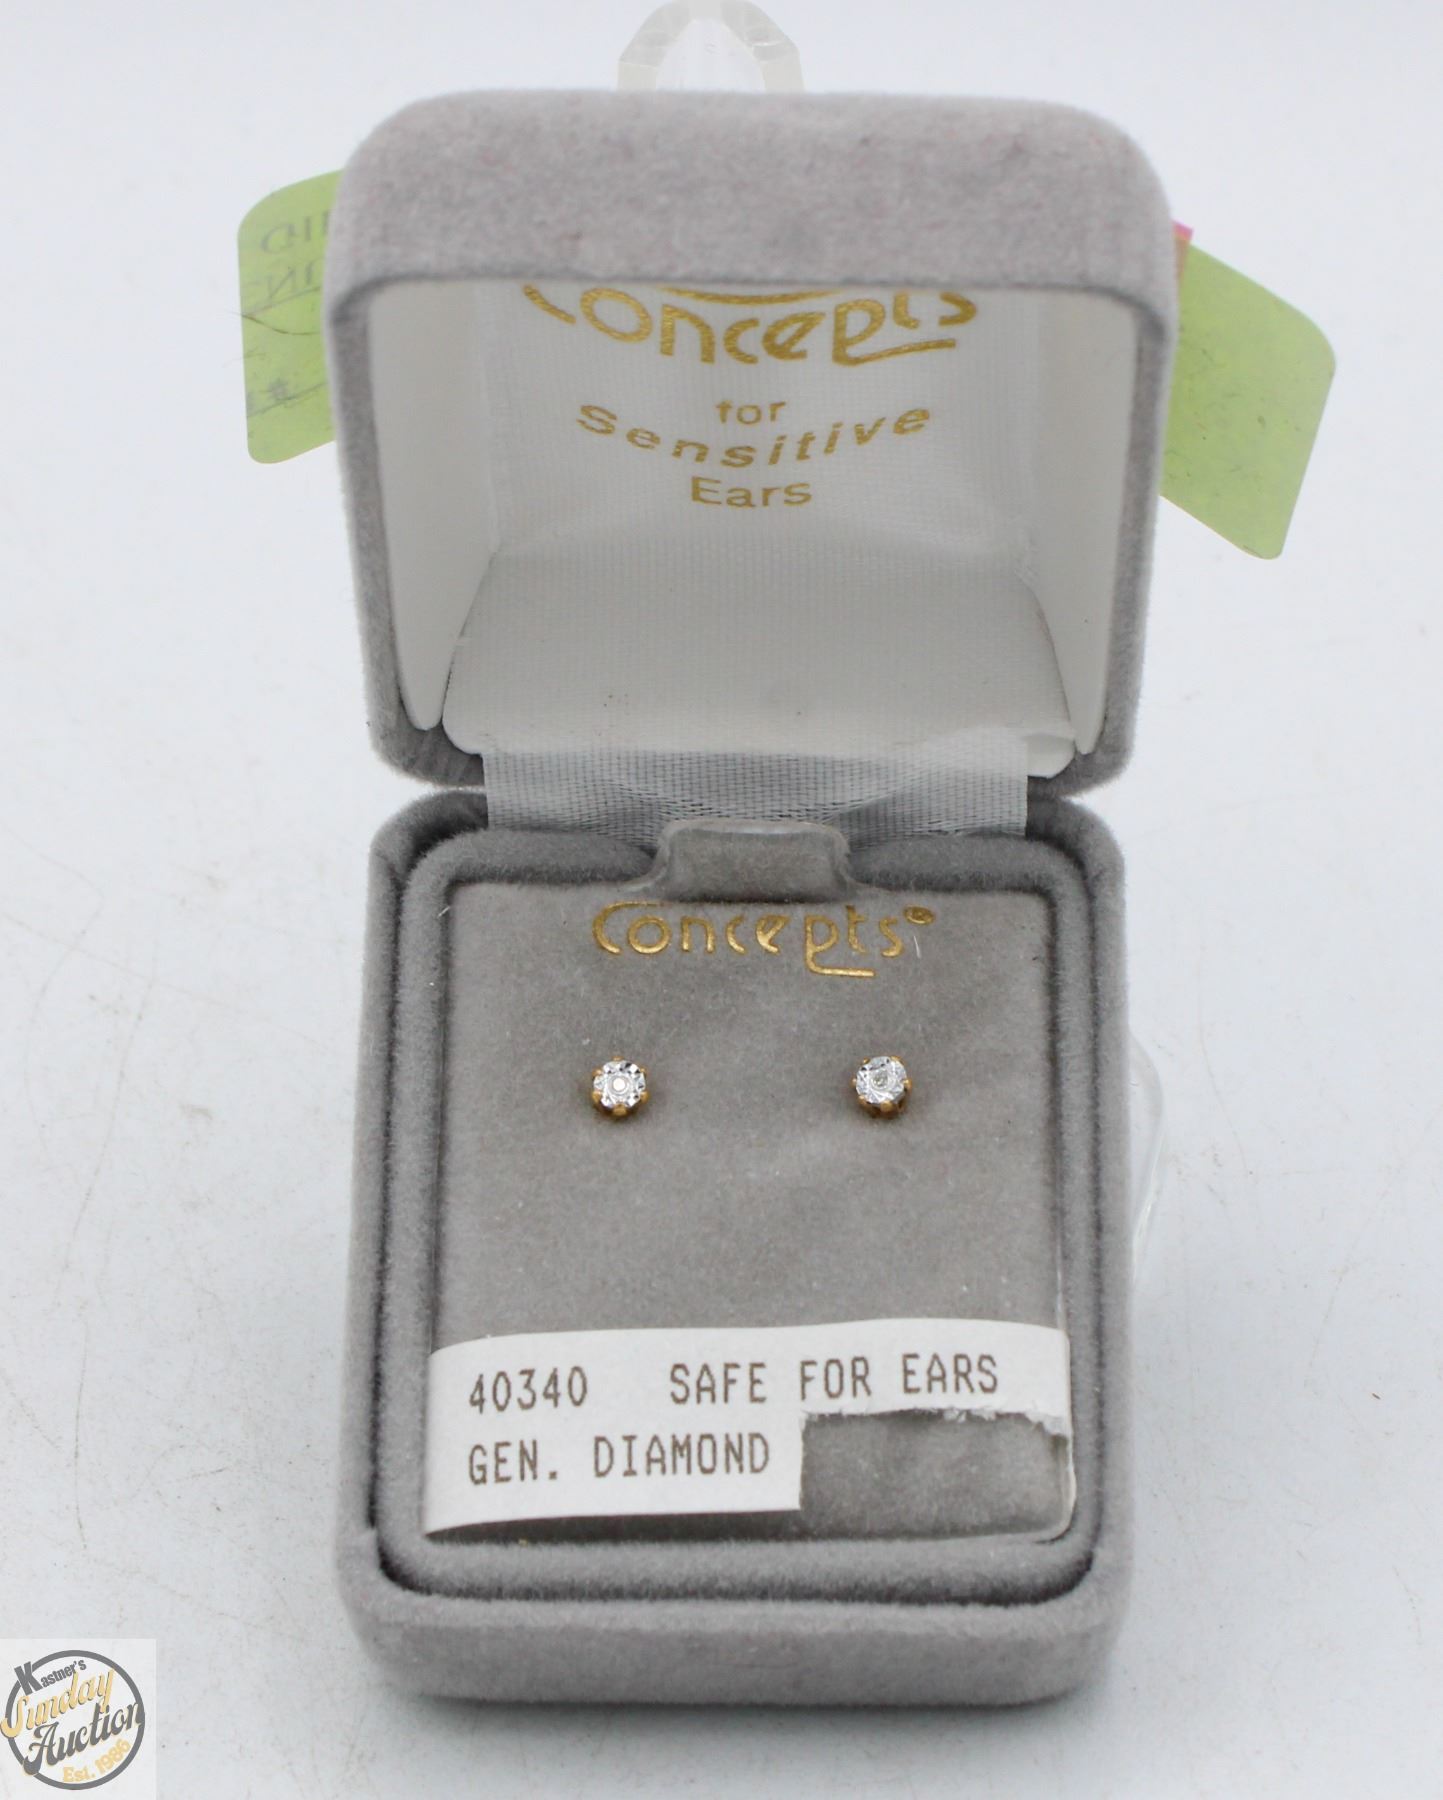 Concepts
for
Sensitive
Ears
Concepts®
40340 SAFE FOR EARS
GEN. DIAMOND
Kastner's
Sunday
Auction
Est. 1986